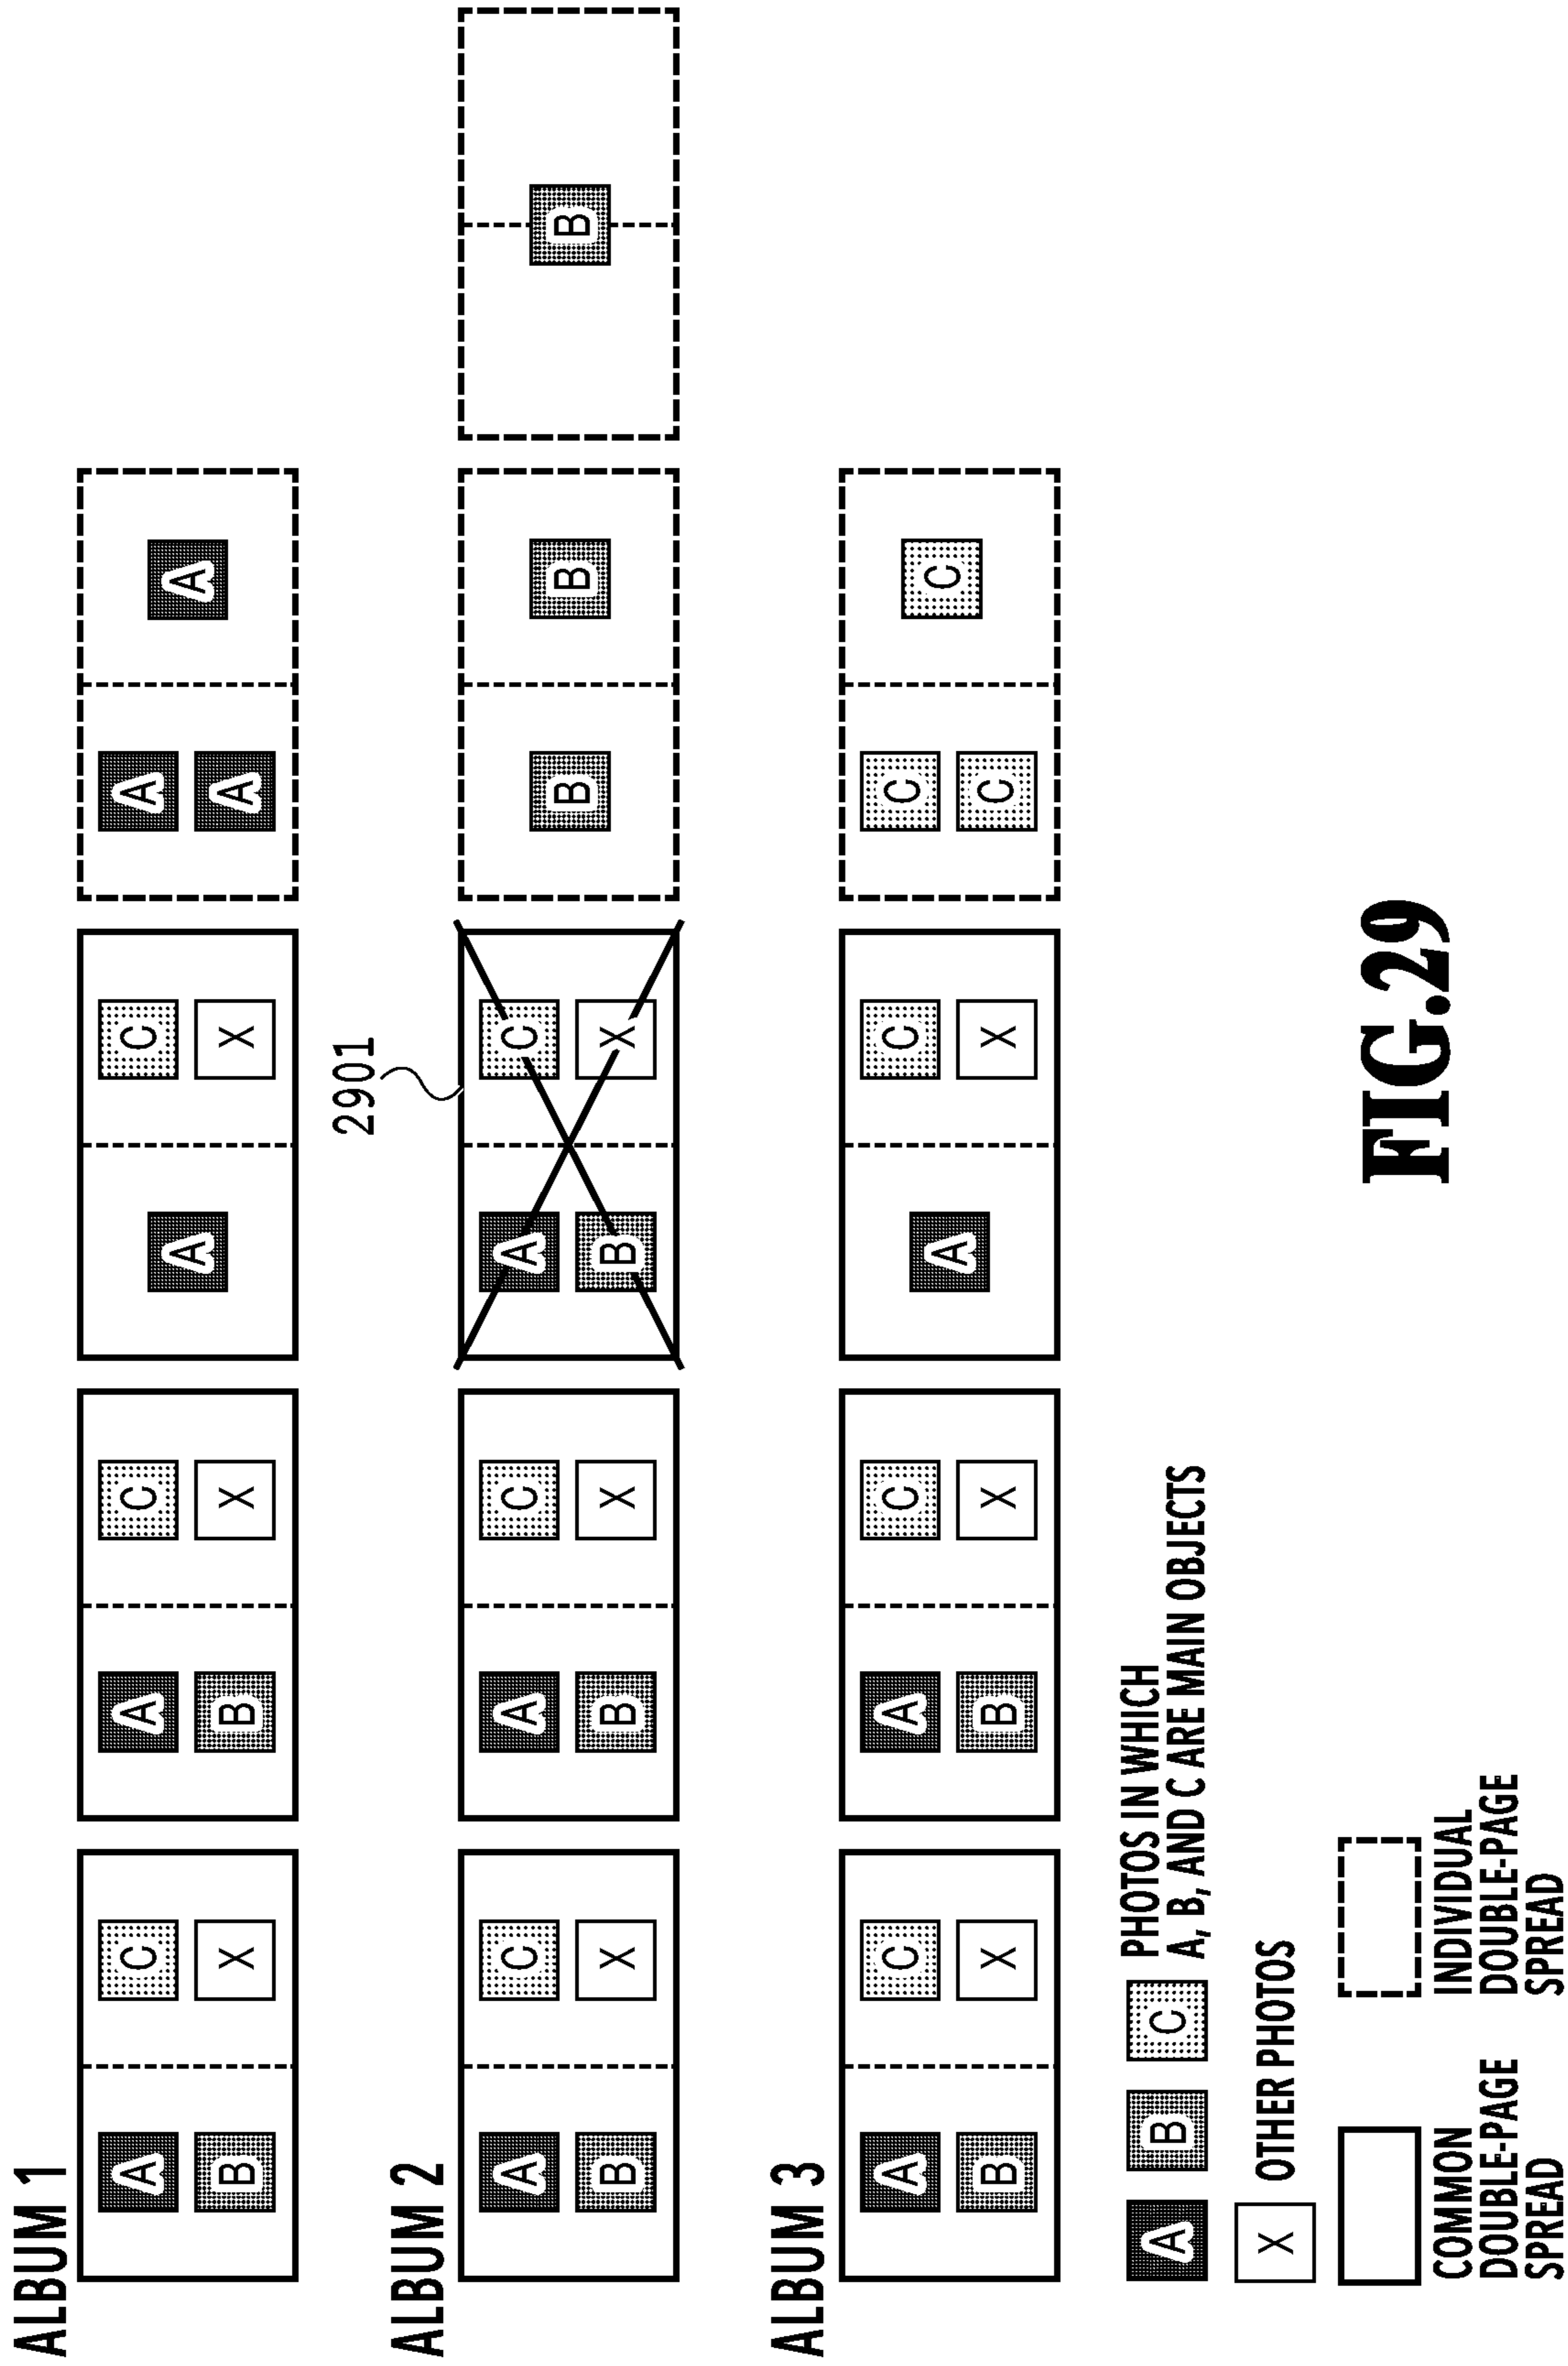 ALBUM 1
A C A C C A
A A
B X B X X A
ALBUM 2
2901
A C A C A C
B B B
B X B X B X
ALBUM 3
A C A C C C
A C
B X B X X C
A B C PHOTOS IN WHICH
A, B, AND C ARE MAIN OBJECTS
X OTHER PHOTOS
COMMON
DOUBLE-PAGE
SPREAD
INDIVIDUAL
DOUBLE-PAGE
SPREAD
FIG.29